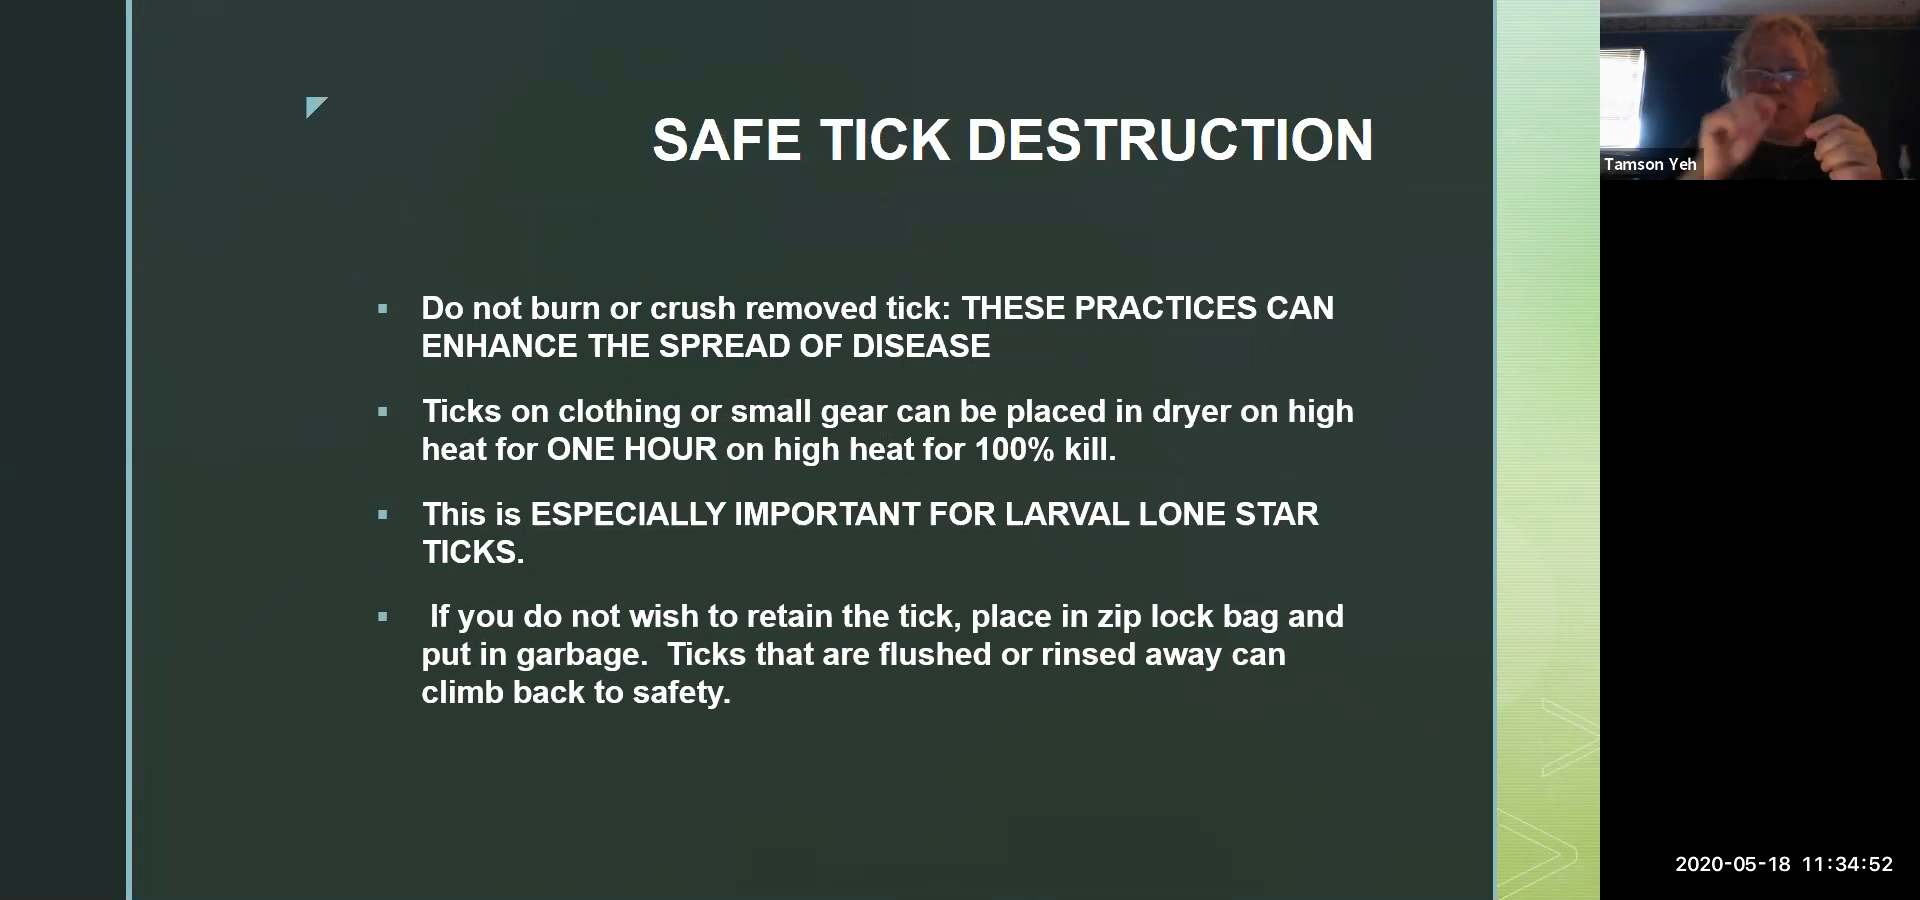 SAFE TICK DESTRUCTION
Do not burn or crush removed tick: THESE PRACTICES CAN
ENHANCE THE SPREAD OF DISEASE
Ticks on clothing or small gear can be placed in dryer on high
heat for ONE HOUR on high heat for 100% kill.
This is ESPECIALLY IMPORTANT FOR LARVAL LONE STAR
TICKS.
If you do not wish to retain the tick, place in zip lock bag and
put in garbage.  Ticks that are flushed or rinsed away can
climb back to safety.
Tamson Yeh
2020-05-18 11:34:52